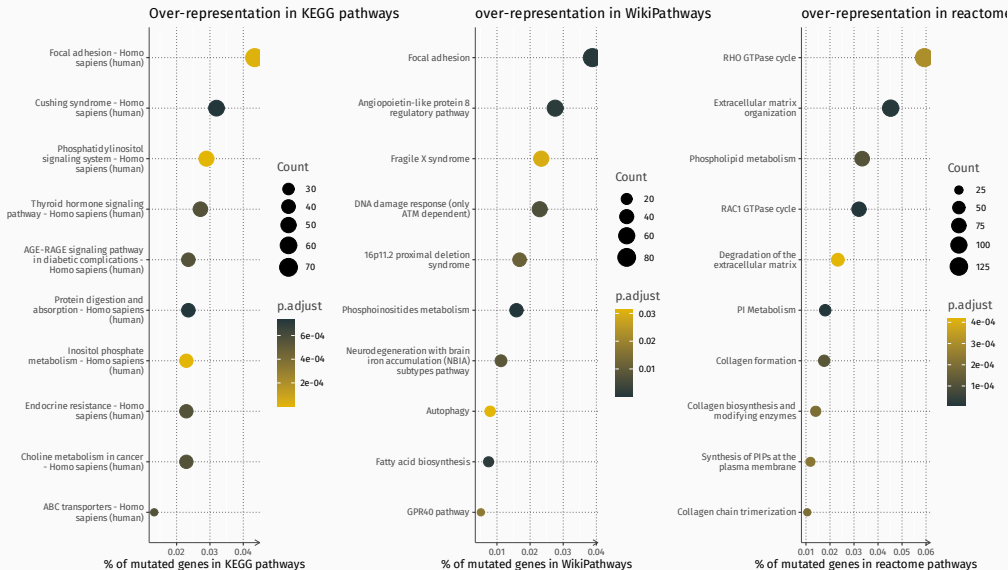 Over-representation in KEGG pathways
Focal adhesion - Homo
sapiens (human)
Cushing syndrome - Homo
sapiens (human)
Phosphatidylinositol
signaling system - Homo
sapiens (human)
Thyroid hormone signaling
pathway - Homo sapiens (human)
AGE-RAGE signaling pathway
in diabetic complications -
Homo sapiens (human)
Protein digestion and
absorption - Homo sapiens
(human)
Inositol phosphate
metabolism - Homo sapiens
(human)
Endocrine resistance - Homo
sapiens (human)
Choline metabolism in cancer
- Homo sapiens (human)
ABC transporters - Homo
sapiens (human)
0.02 0.03 0.04
% of mutated genes in KEGG pathways
Count
30
40
50
60
70
p.adjust
6e-04
4e-04
2e-04
over-representation in WikiPathways
Focal adhesion
Angiopoietin-like protein 8
regulatory pathway
Fragile X syndrome
DNA damage response (only
ATM dependent)
16p11.2 proximal deletion
syndrome
Phosphoinositides metabolism
Neurodegeneration with brain
iron accumulation (NBIA)
subtypes pathway
Autophagy
Fatty acid biosynthesis
GPR40 pathway
0.01 0.02 0.03 0.04
% of mutated genes in WikiPathways
Count
20
40
60
80
p.adjust
0.03
0.02
0.01
over-representation in reactome
RHO GTPase cycle
Extracellular matrix
organization
Phospholipid metabolism
RAC1 GTPase cycle
Degradation of the
extracellular matrix
PI Metabolism
Collagen formation
Collagen biosynthesis and
modifying enzymes
Synthesis of PIPs at the
plasma membrane
Collagen chain trimerization
0.01 0.02 0.03 0.04 0.05 0.06
% of mutated genes in reactome pathways
Count
25
50
75
100
125
p.adjust
4e-04
3e-04
2e-04
1e-04